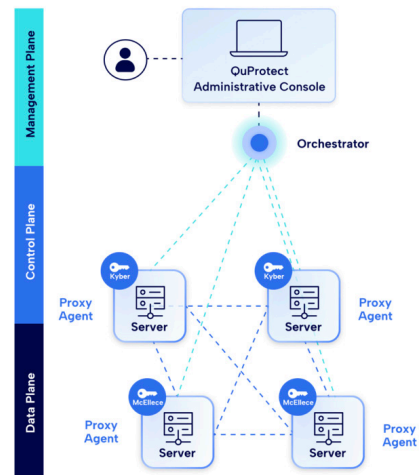 Management Plane
QuProtect
Administrative Console
Orchestrator
Control Plane
Kyber
Kyber
Proxy
Agent
Server
Server
Proxy
Agent
Data Plane
McEllece
McEllece
Proxy
Agent
Server
Server
Proxy
Agent